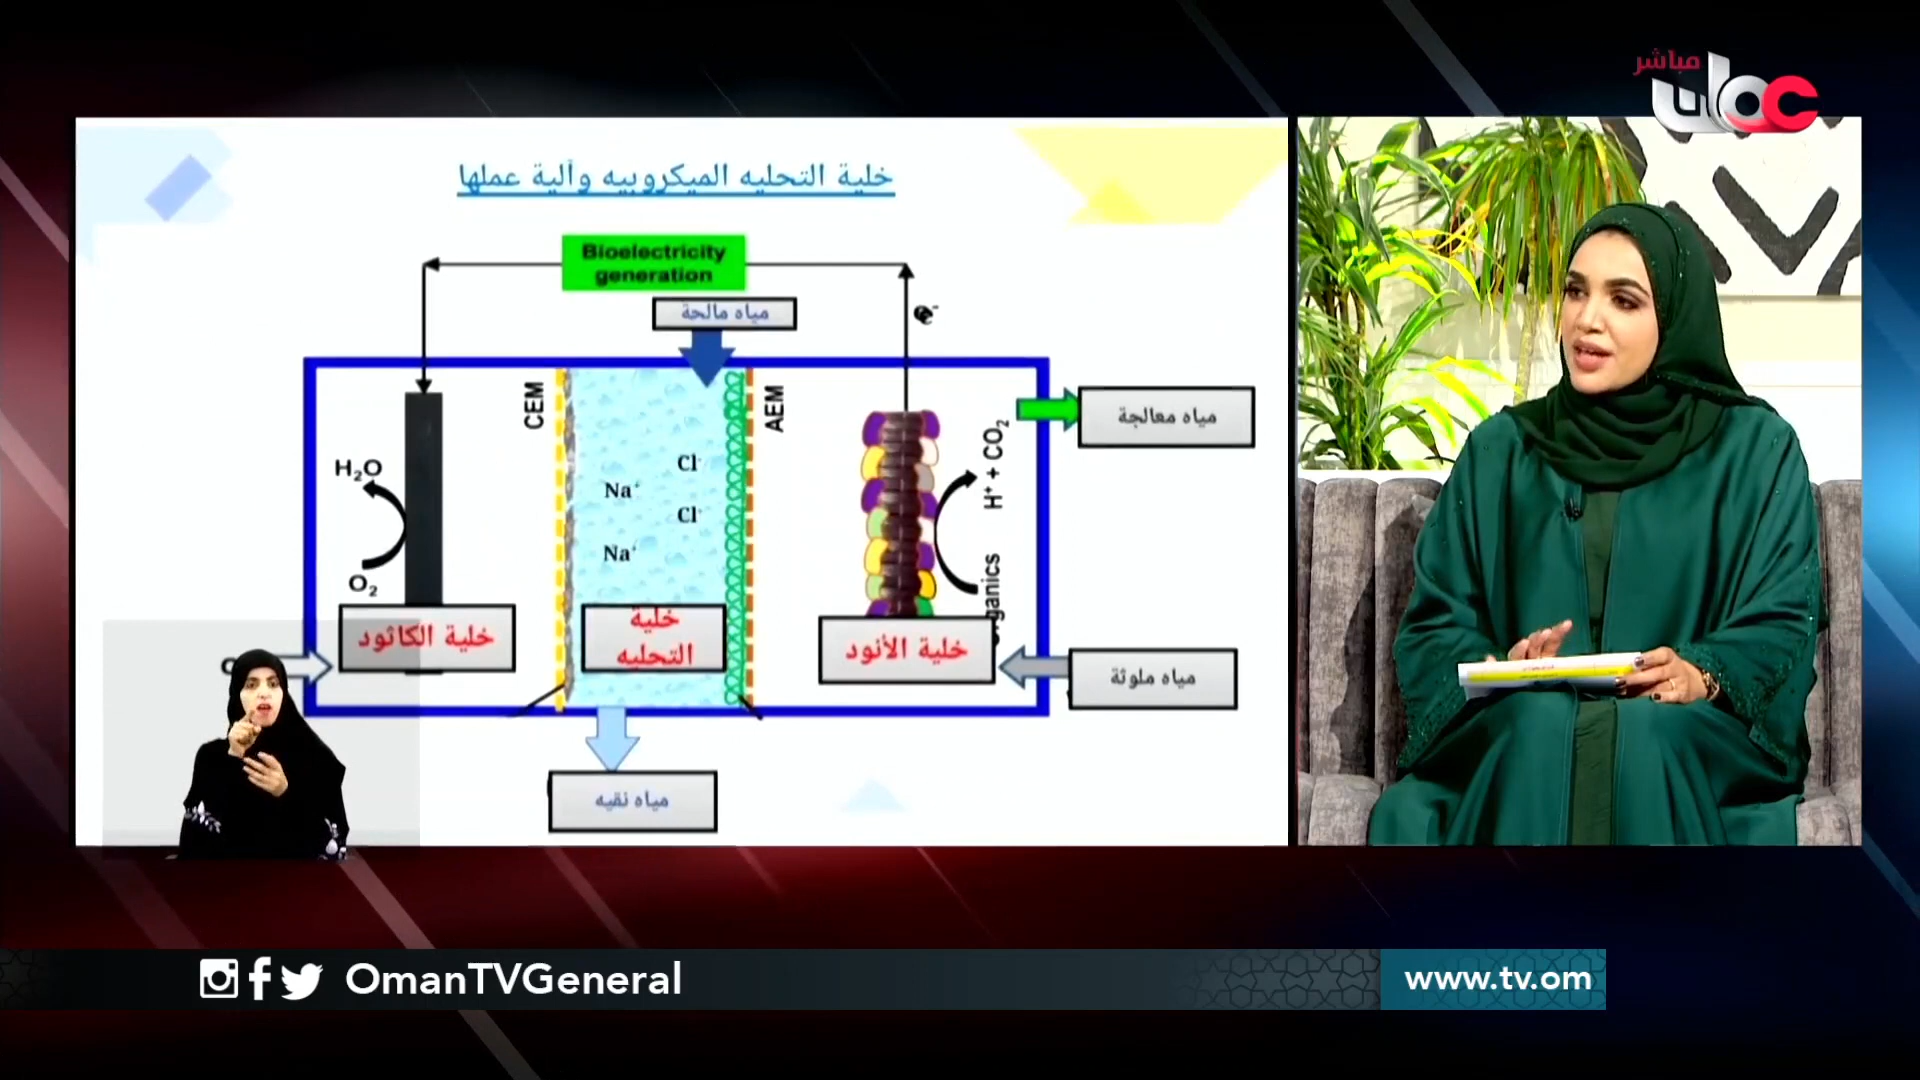 مباشر
عمان
خلية التحليه الميكروبيه وآلية عملها
Bioelectricity
generation
مياه مالحة
e-
CEM
AEM
مياه معالجة
H₂O
O₂
Cl-
Na+
Cl-
Na+
H+ + CO₂
خلية الكاثود
خلية
التحليه
خلية الأنود
مياه ملوثة
مياه نقيه
OmanTVGeneral
www.tv.om